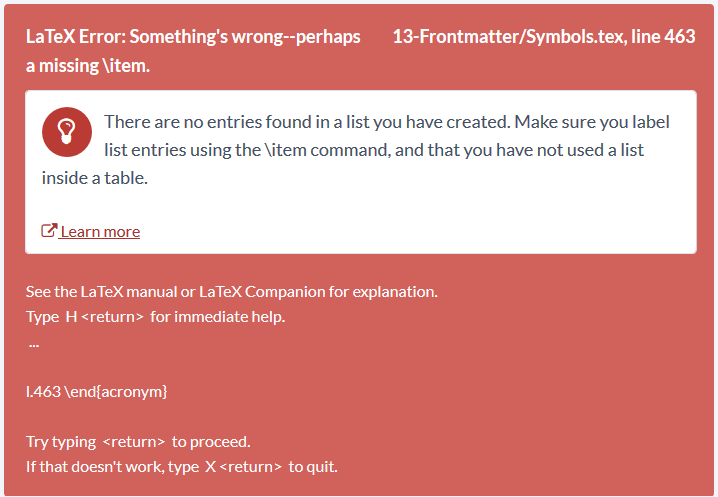 LaTeX Error: Something's wrong--perhaps a missing \item.
13-Frontmatter/Symbols.tex, line 463
There are no entries found in a list you have created. Make sure you label
list entries using the \item command, and that you have not used a list
inside a table.
Learn more
See the LaTeX manual or LaTeX Companion for explanation.
Type H <return> for immediate help.
...
l.463 \end{acronym}
Try typing <return> to proceed.
If that doesn't work, type X <return> to quit.